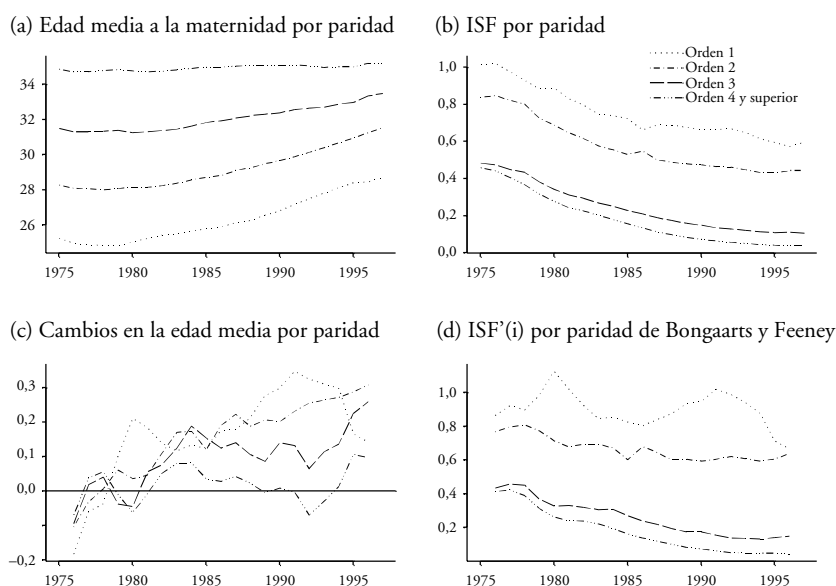 (a) Edad media a la maternidad por paridad
34
32
30
28
26
1975 1980 1985 1990 1995
(b) ISF por paridad
Orden 1
Orden 2
Orden 3
Orden 4 y superior
1,0
0,8
0,6
0,4
0,2
0,0
1975 1980 1985 1990 1995
(c) Cambios en la edad media por paridad
0,3
0,2
0,1
0,0
–0,2
1975 1980 1985 1990 1995
(d) ISF’(i) por paridad de Bongaarts y Feeney
1,0
0,8
0,6
0,4
0,2
1975 1980 1985 1990 1995